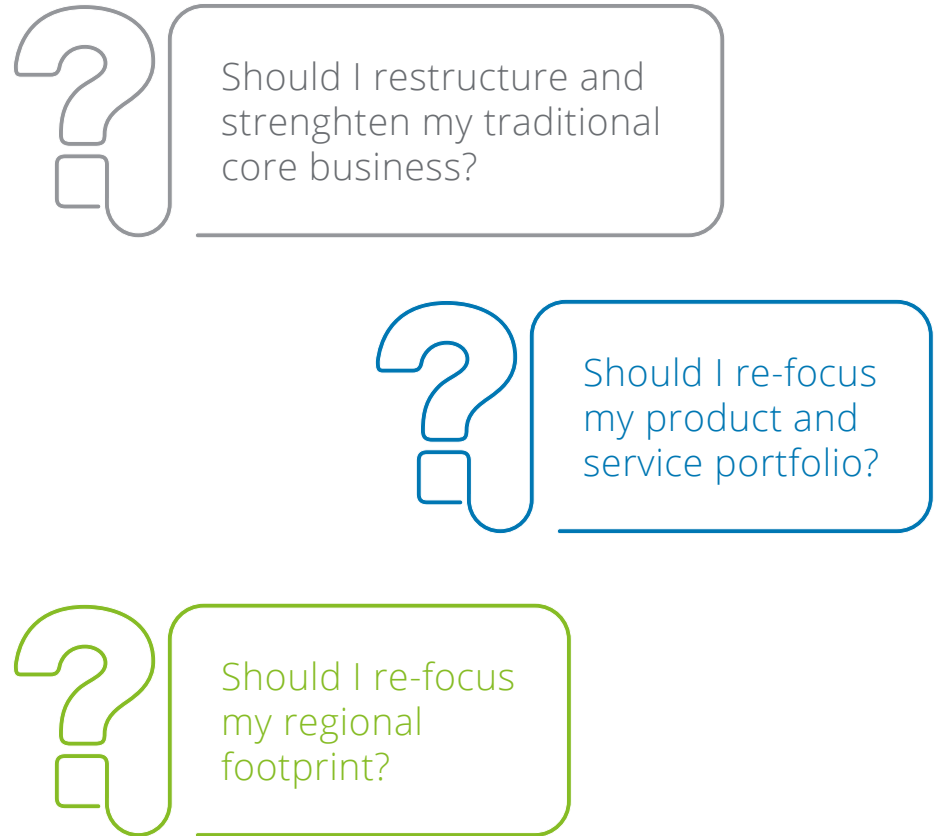 Should I restructure and
strenghten my traditional
core business?
Should I re-focus
my product and
service portfolio?
Should I re-focus
my regional
footprint?